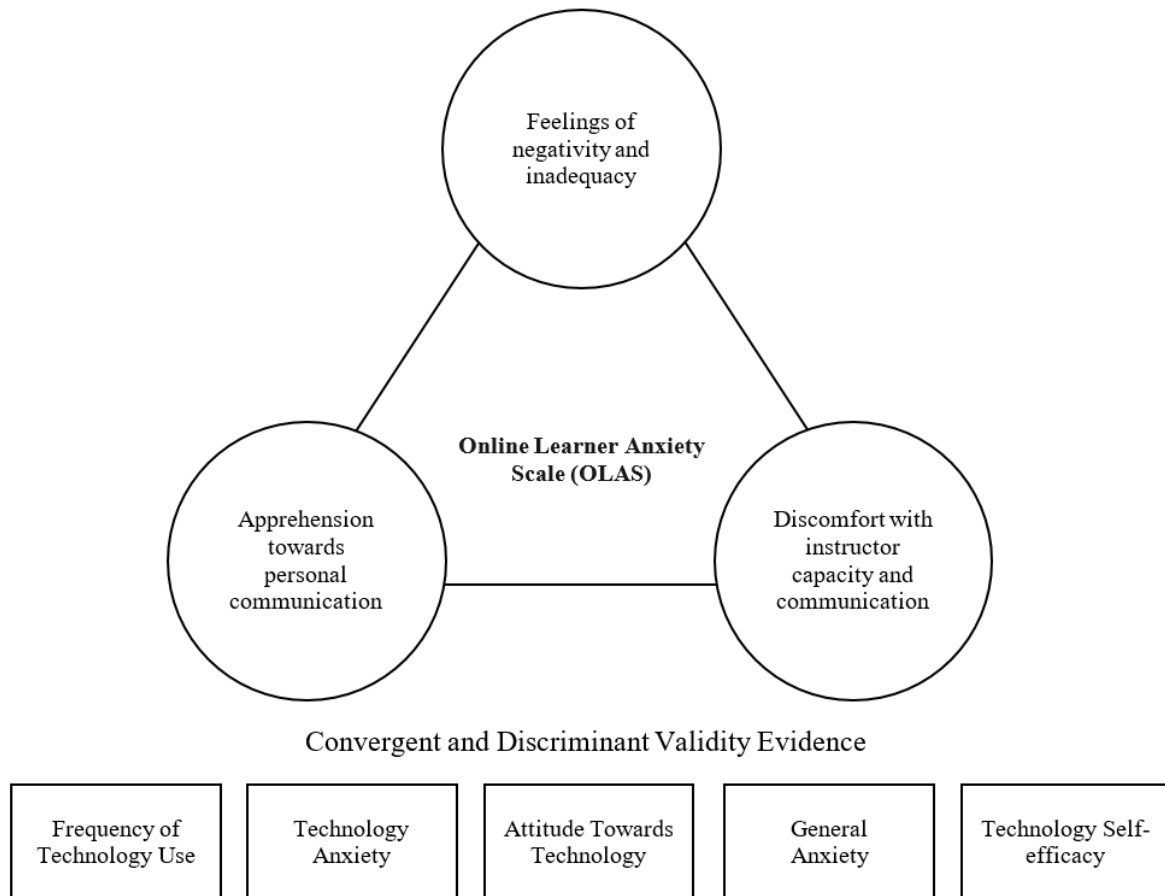 Feelings of
negativity and
inadequacy
Online Learner Anxiety
Scale (OLAS)
Apprehension
towards
personal
communication
Discomfort with
instructor
capacity and
communication
Convergent and Discriminant Validity Evidence
Frequency of
Technology Use
Technology
Anxiety
Attitude Towards
Technology
General
Anxiety
Technology Self-
efficacy